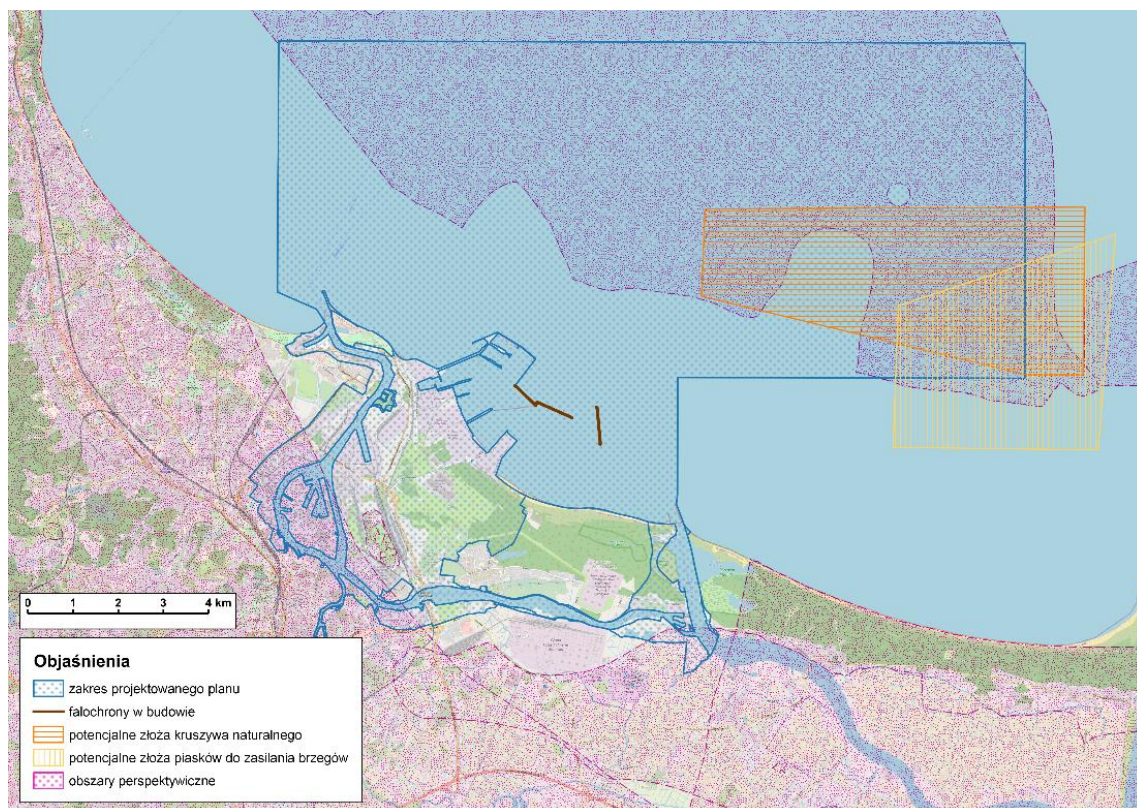 0 1 2 3 4 km
Objaśnienia
zakres projektowanego planu
falochrony w budowie
potencjalne złoża kruszywa naturalnego
potencjalne złoża piasków do zasilania brzegów
obszary perspektywiczne